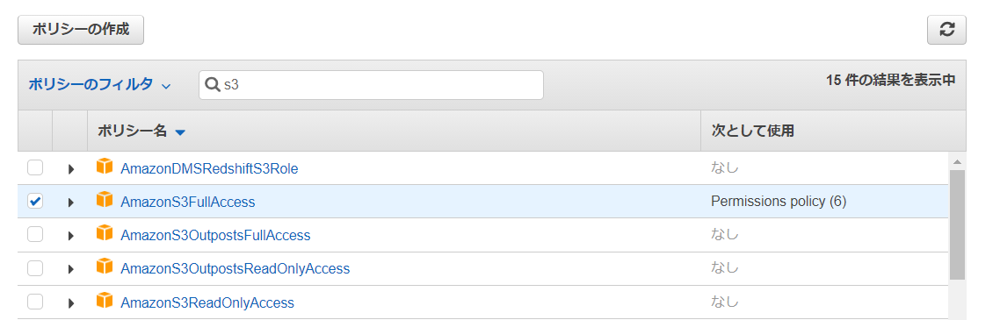 ポリシーの作成
ポリシーのフィルタ s3 15 件の結果を表示中
ポリシー名 次として使用
AmazonDMSRedshiftS3Role なし
AmazonS3FullAccess Permissions policy (6)
AmazonS3OutpostsFullAccess なし
AmazonS3OutpostsReadOnlyAccess なし
AmazonS3ReadOnlyAccess なし